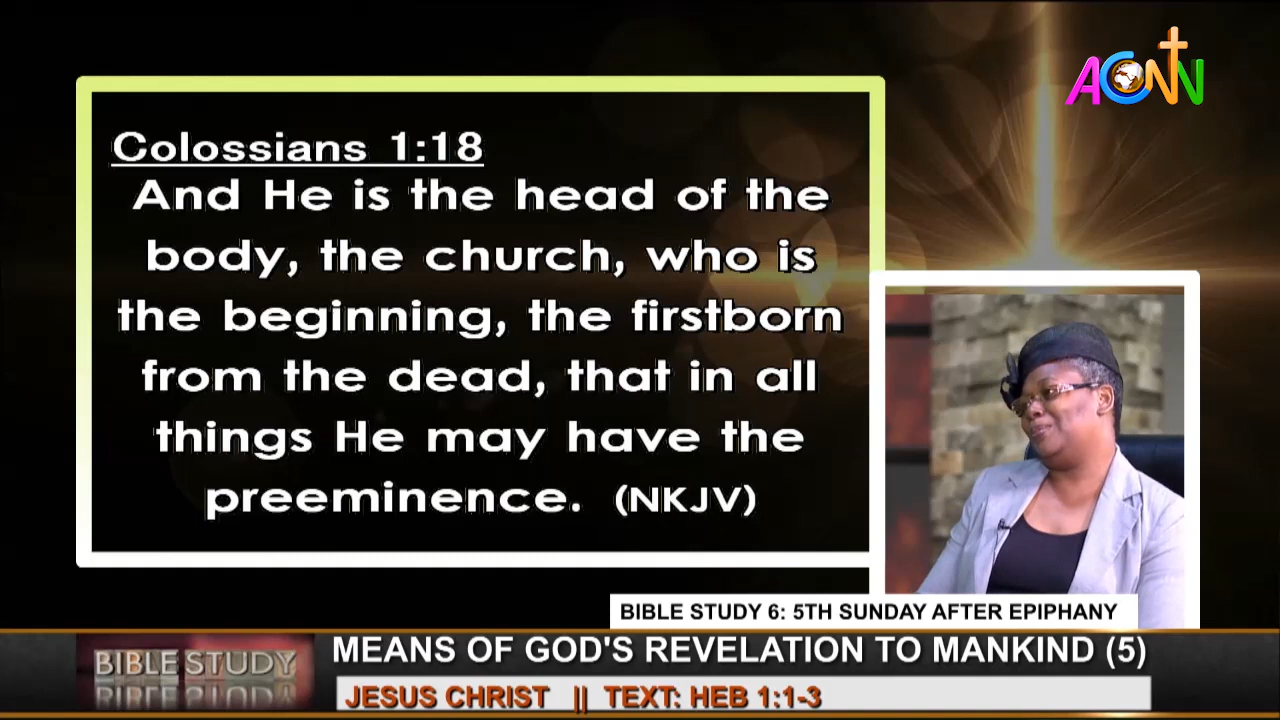 ACNN
Colossians 1:18
And He is the head of the
body, the church, who is
the beginning, the firstborn
from the dead, that in all
things He may have the
preeminence. (NKJV)
BIBLE STUDY 6: 5TH SUNDAY AFTER EPIPHANY
BIBLE STUDY
MEANS OF GOD'S REVELATION TO MANKIND (5)
JESUS CHRIST || TEXT: HEB 1:1-3